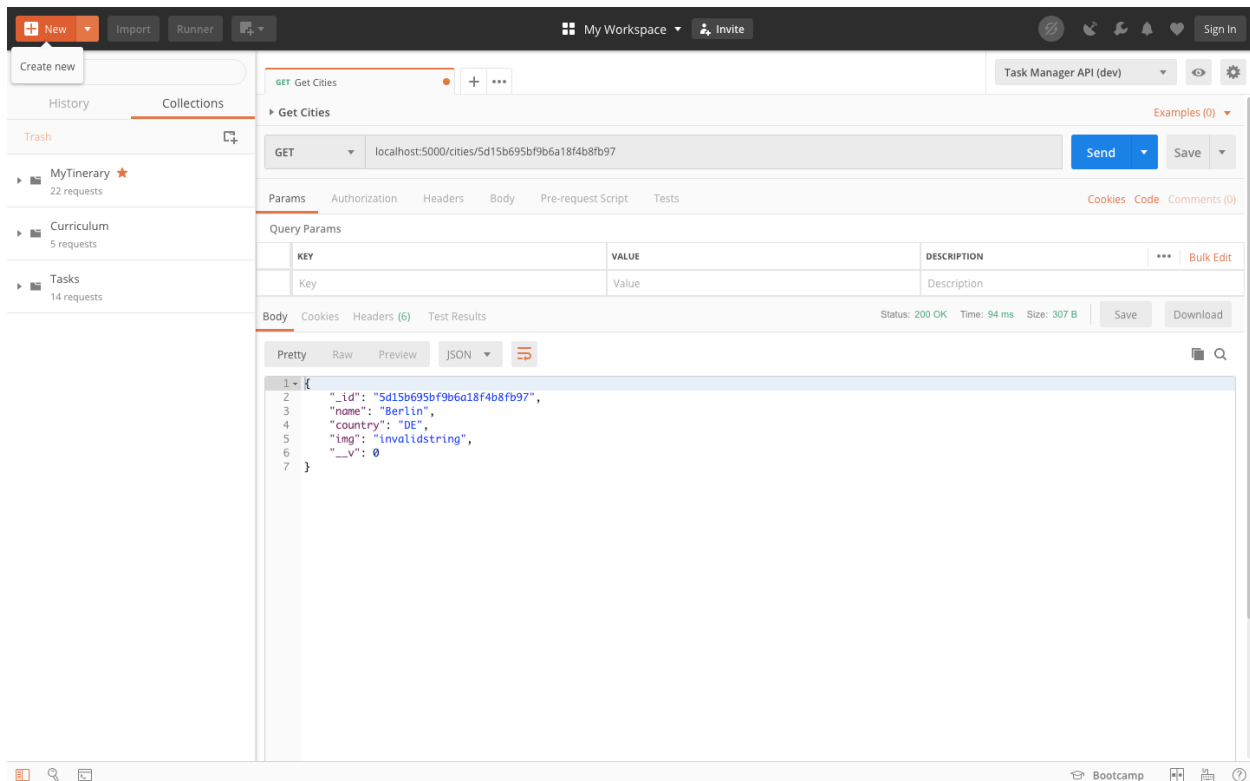 New Import Runner My Workspace Invite Sign In
Create new
History Collections
Trash
MyTinerary
22 requests
Curriculum
5 requests
Tasks
14 requests
GET Get Cities Task Manager API (dev)
Get Cities Examples (0)
GET localhost:5000/cities/5d15b695bf9b6a18f4b8fb97 Send Save
Params Authorization Headers Body Pre-request Script Tests Cookies Code Comments (0)
Query Params
KEY VALUE DESCRIPTION Bulk Edit
Key Value Description
Body Cookies Headers (6) Test Results Status: 200 OK Time: 94 ms Size: 307 B Save Download
Pretty Raw Preview JSON
1 {
2 "_id": "5d15b695bf9b6a18f4b8fb97",
3 "name": "Berlin",
4 "country": "DE",
5 "img": "invalidstring",
6 "__v": 0
7 }
Bootcamp